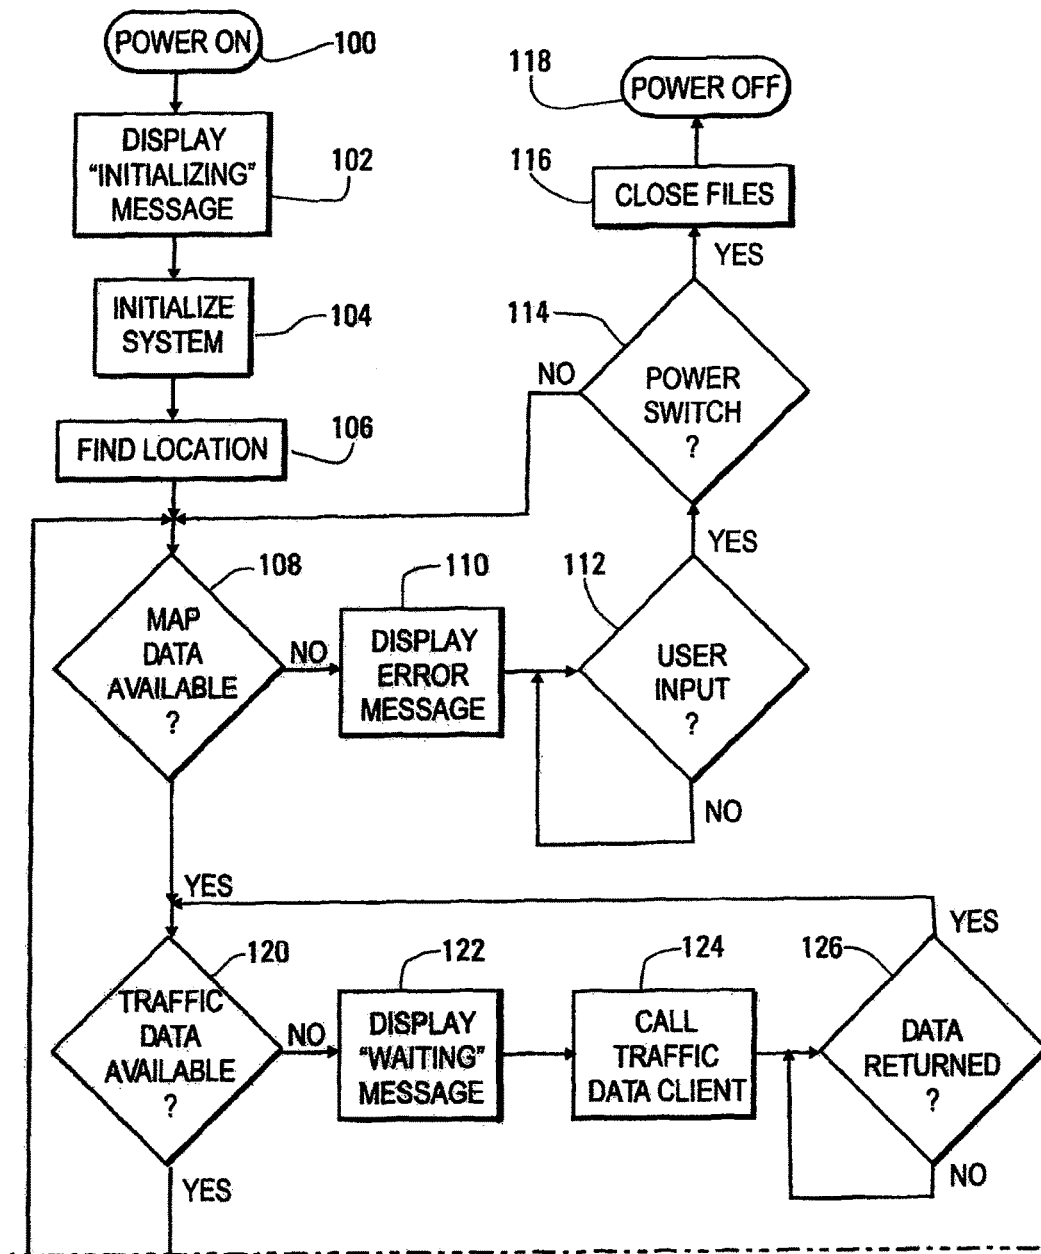 POWER ON
100
DISPLAY
"INITIALIZING"
MESSAGE
102
INITIALIZE
SYSTEM
104
FIND LOCATION
106
MAP
DATA
AVAILABLE
?
108
NO
DISPLAY
ERROR
MESSAGE
110
USER
INPUT
?
112
NO
YES
POWER
SWITCH
?
114
NO
YES
CLOSE FILES
116
POWER OFF
118
YES
TRAFFIC
DATA
AVAILABLE
?
120
NO
DISPLAY
"WAITING"
MESSAGE
122
CALL
TRAFFIC
DATA CLIENT
124
DATA
RETURNED
?
126
YES
NO
YES